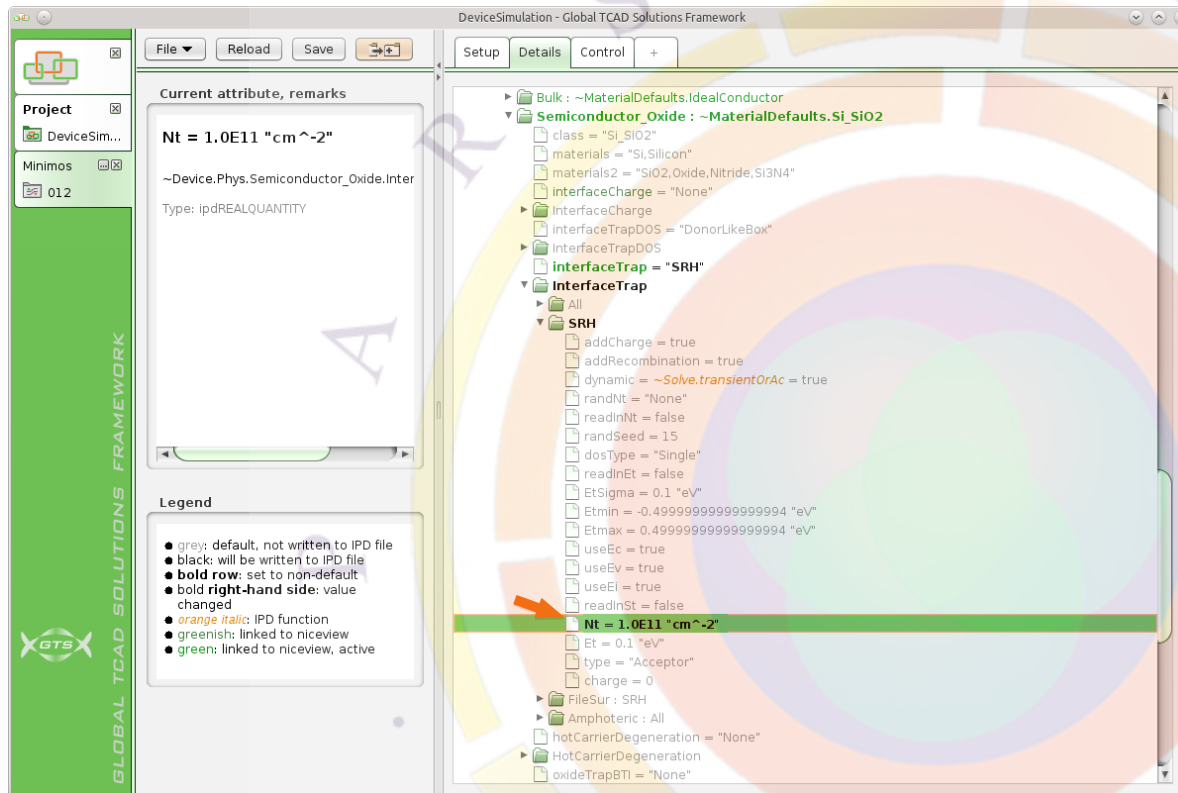 DeviceSimulation - Global TCAD Solutions Framework
Project
DeviceSim...
Minimos
012
GLOBAL TCAD SOLUTIONS FRAMEWORK
GTS
File
Reload
Save
Current attribute, remarks
Nt = 1.0E11 "cm^-2"
~Device.Phys.Semiconductor_Oxide.Inter
Type: ipdREALQUANTITY
Legend
grey: default, not written to IPD file
black: will be written to IPD file
bold row: set to non-default
bold right-hand side: value
changed
orange italic: IPD function
greenish: linked to niceview
green: linked to niceview, active
Setup
Details
Control
+
Bulk : ~MaterialDefaults.IdealConductor
Semiconductor_Oxide : ~MaterialDefaults.Si_SiO2
class = "Si_SiO2"
materials = "Si,Silicon"
materials2 = "SiO2,Oxide,Nitride,Si3N4"
interfaceCharge = "None"
InterfaceCharge
interfaceTrapDOS = "DonorLikeBox"
InterfaceTrapDOS
interfaceTrap = "SRH"
InterfaceTrap
All
SRH
addCharge = true
addRecombination = true
dynamic = ~Solve.transientOrAc = true
randNt = "None"
readInNt = false
randSeed = 15
dosType = "Single"
readInEt = false
EtSigma = 0.1 "eV"
Etmin = -0.49999999999999994 "eV"
Etmax = 0.49999999999999994 "eV"
useEc = true
useEv = true
useEi = true
readInSt = false
Nt = 1.0E11 "cm^-2"
Et = 0.1 "eV"
type = "Acceptor"
charge = 0
FileSur : SRH
Amphoteric : All
hotCarrierDegeneration = "None"
HotCarrierDegeneration
oxideTrapBTI = "None"